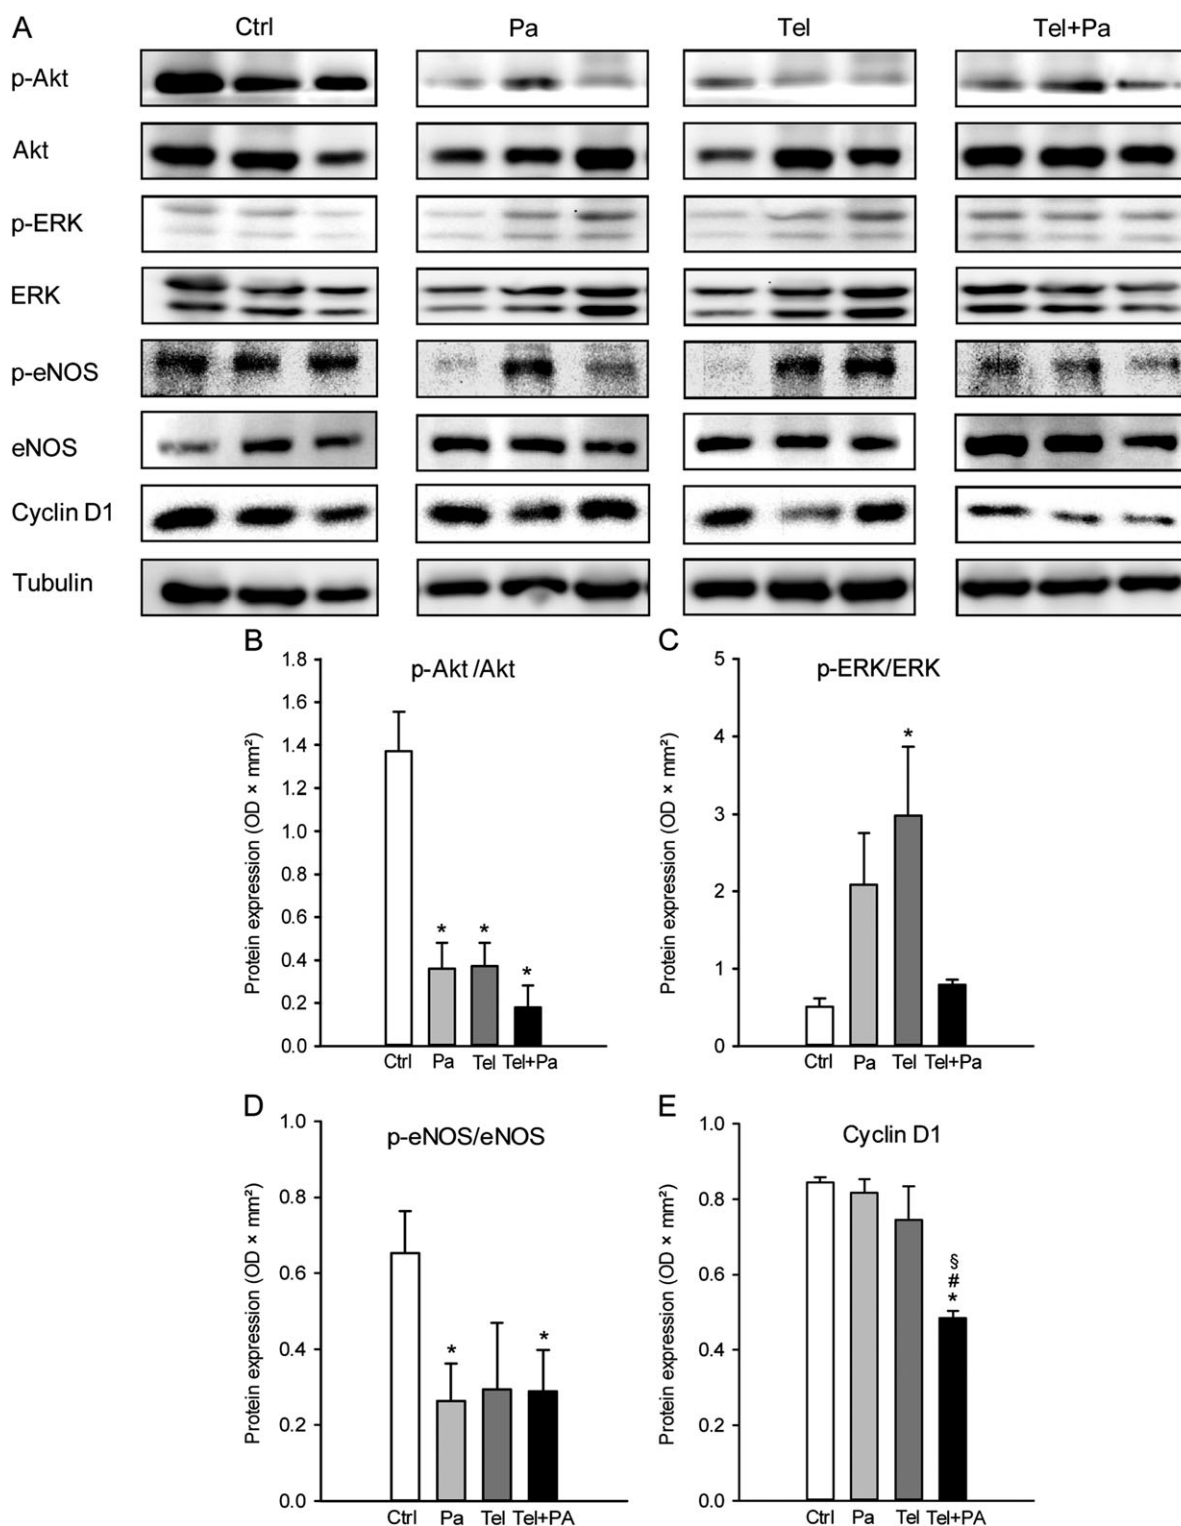 A
Ctrl Pa Tel Tel+Pa
p-Akt
Akt
p-ERK
ERK
p-eNOS
eNOS
Cyclin D1
Tubulin
B
p-Akt /Akt
Protein expression (OD × mm²)
1.8
1.6
1.4
1.2
1.0
0.8
0.6
0.4
0.2
0.0
* * *
Ctrl Pa Tel Tel+Pa
C
p-ERK/ERK
Protein expression (OD × mm²)
5
4
3
2
1
0
*
Ctrl Pa Tel Tel+Pa
D
p-eNOS/eNOS
Protein expression (OD × mm²)
1.0
0.8
0.6
0.4
0.2
0.0
* *
Ctrl Pa Tel Tel+PA
E
Cyclin D1
Protein expression (OD × mm²)
1.0
0.8
0.6
0.4
0.2
0.0
§
#
*
Ctrl Pa Tel Tel+PA